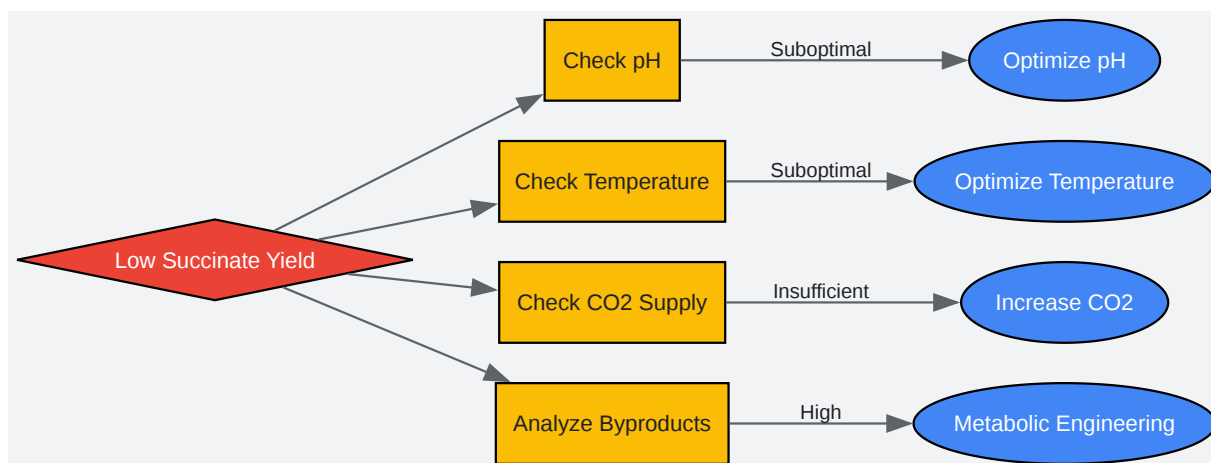 Check pH
Suboptimal
Optimize pH
Check Temperature
Suboptimal
Optimize Temperature
Low Succinate Yield
Check CO2 Supply
Insufficient
Increase CO2
Analyze Byproducts
High
Metabolic Engineering